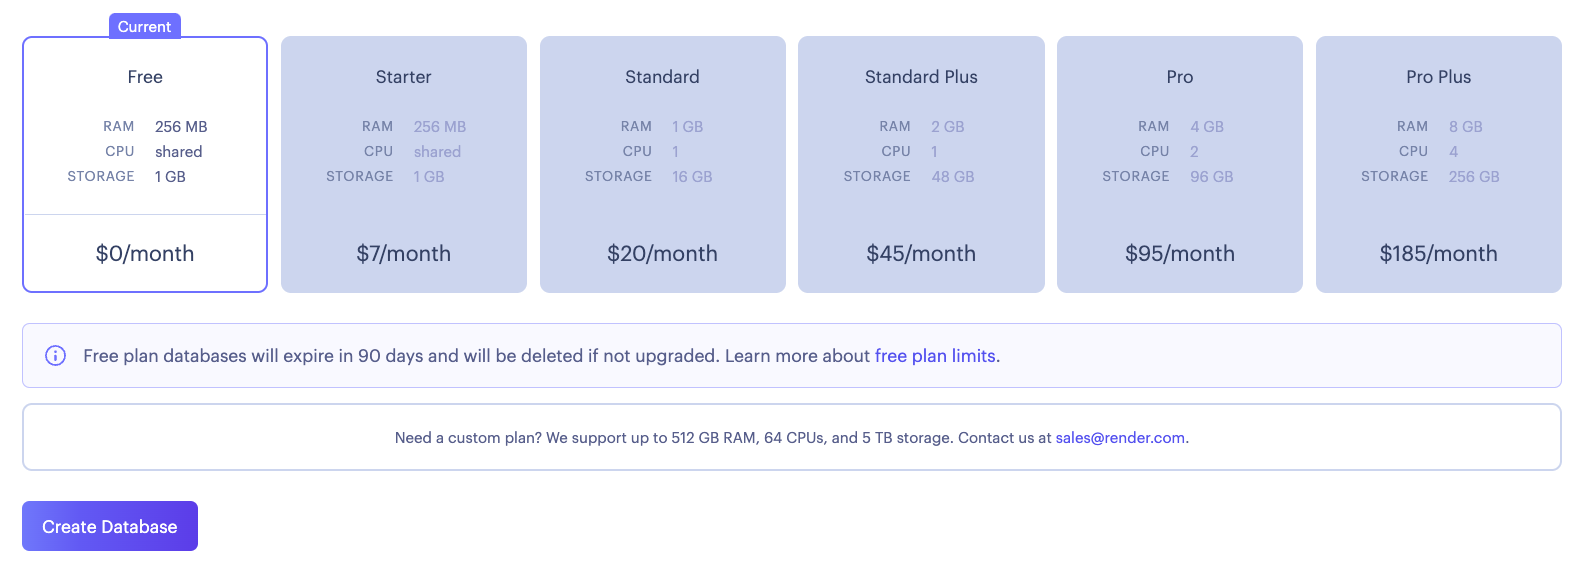 Current
Free
RAM 256 MB
CPU shared
STORAGE 1 GB
$0/month
Starter
RAM 256 MB
CPU shared
STORAGE 1 GB
$7/month
Standard
RAM 1 GB
CPU 1
STORAGE 16 GB
$20/month
Standard Plus
RAM 2 GB
CPU 1
STORAGE 48 GB
$45/month
Pro
RAM 4 GB
CPU 2
STORAGE 96 GB
$95/month
Pro Plus
RAM 8 GB
CPU 4
STORAGE 256 GB
$185/month
Free plan databases will expire in 90 days and will be deleted if not upgraded. Learn more about free plan limits.
Need a custom plan? We support up to 512 GB RAM, 64 CPUs, and 5 TB storage. Contact us at sales@render.com.
Create Database